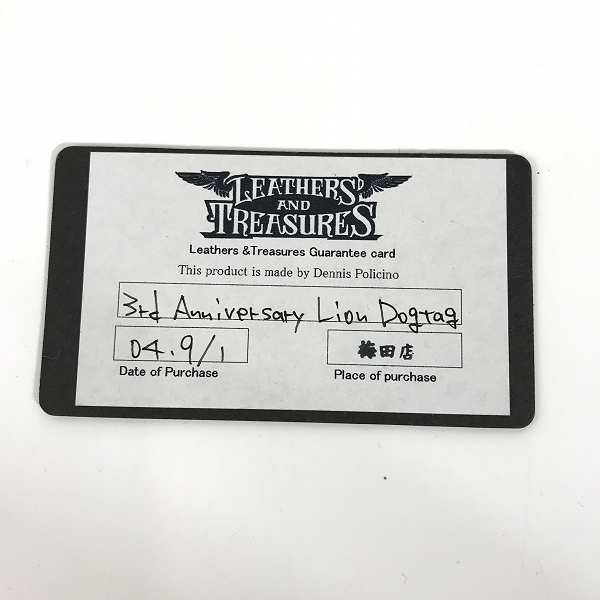 LEATHERS
AND
TREASURES
Leathers &Treasures Guarantee card
This product is made by Dennis Policino
3rd Anniversary Lion Dogtag
04.9/1
梅田店
Date of Purchase
Place of purchase